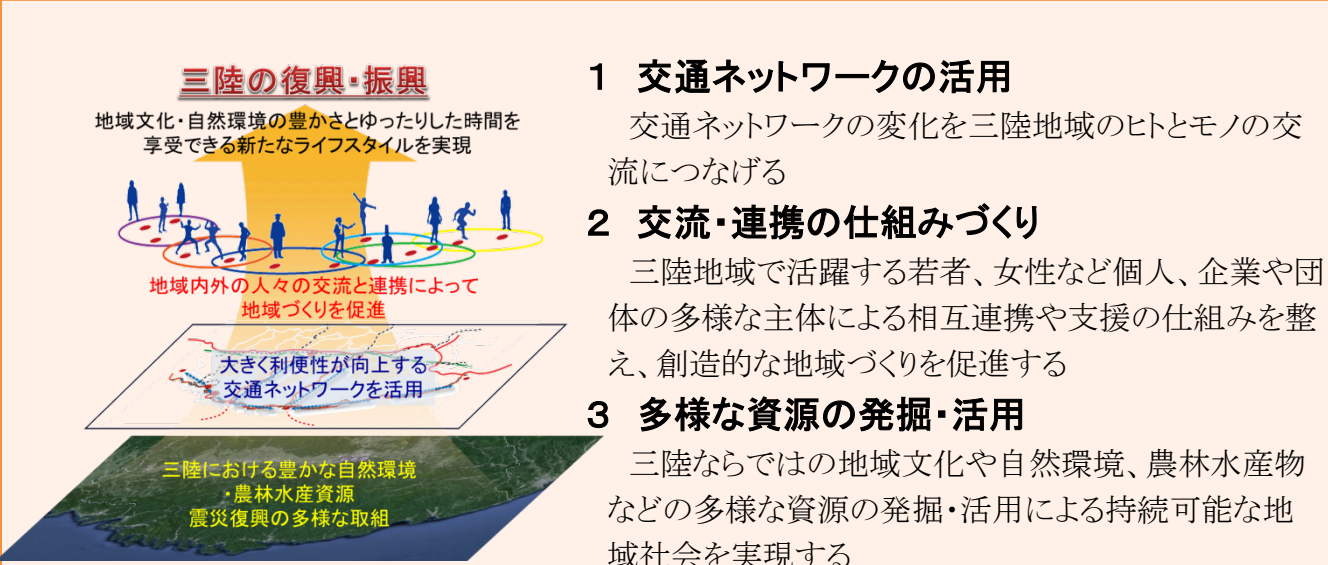 三陸の復興・振興
地域文化・自然環境の豊かさとゆったりした時間を
享受できる新たなライフスタイルを実現
地域内外の人々の交流と連携によって
地域づくりを促進
大きく利便性が向上する
交通ネットワークを活用
三陸における豊かな自然環境
・農林水産資源
震災復興の多様な取組
1 交通ネットワークの活用
交通ネットワークの変化を三陸地域のヒトとモノの交
流につなげる
2 交流・連携の仕組みづくり
三陸地域で活躍する若者、女性など個人、企業や団
体の多様な主体による相互連携や支援の仕組みを整
え、創造的な地域づくりを促進する
3 多様な資源の発掘・活用
三陸ならではの地域文化や自然環境、農林水産物
などの多様な資源の発掘・活用による持続可能な地
域社会を実現する